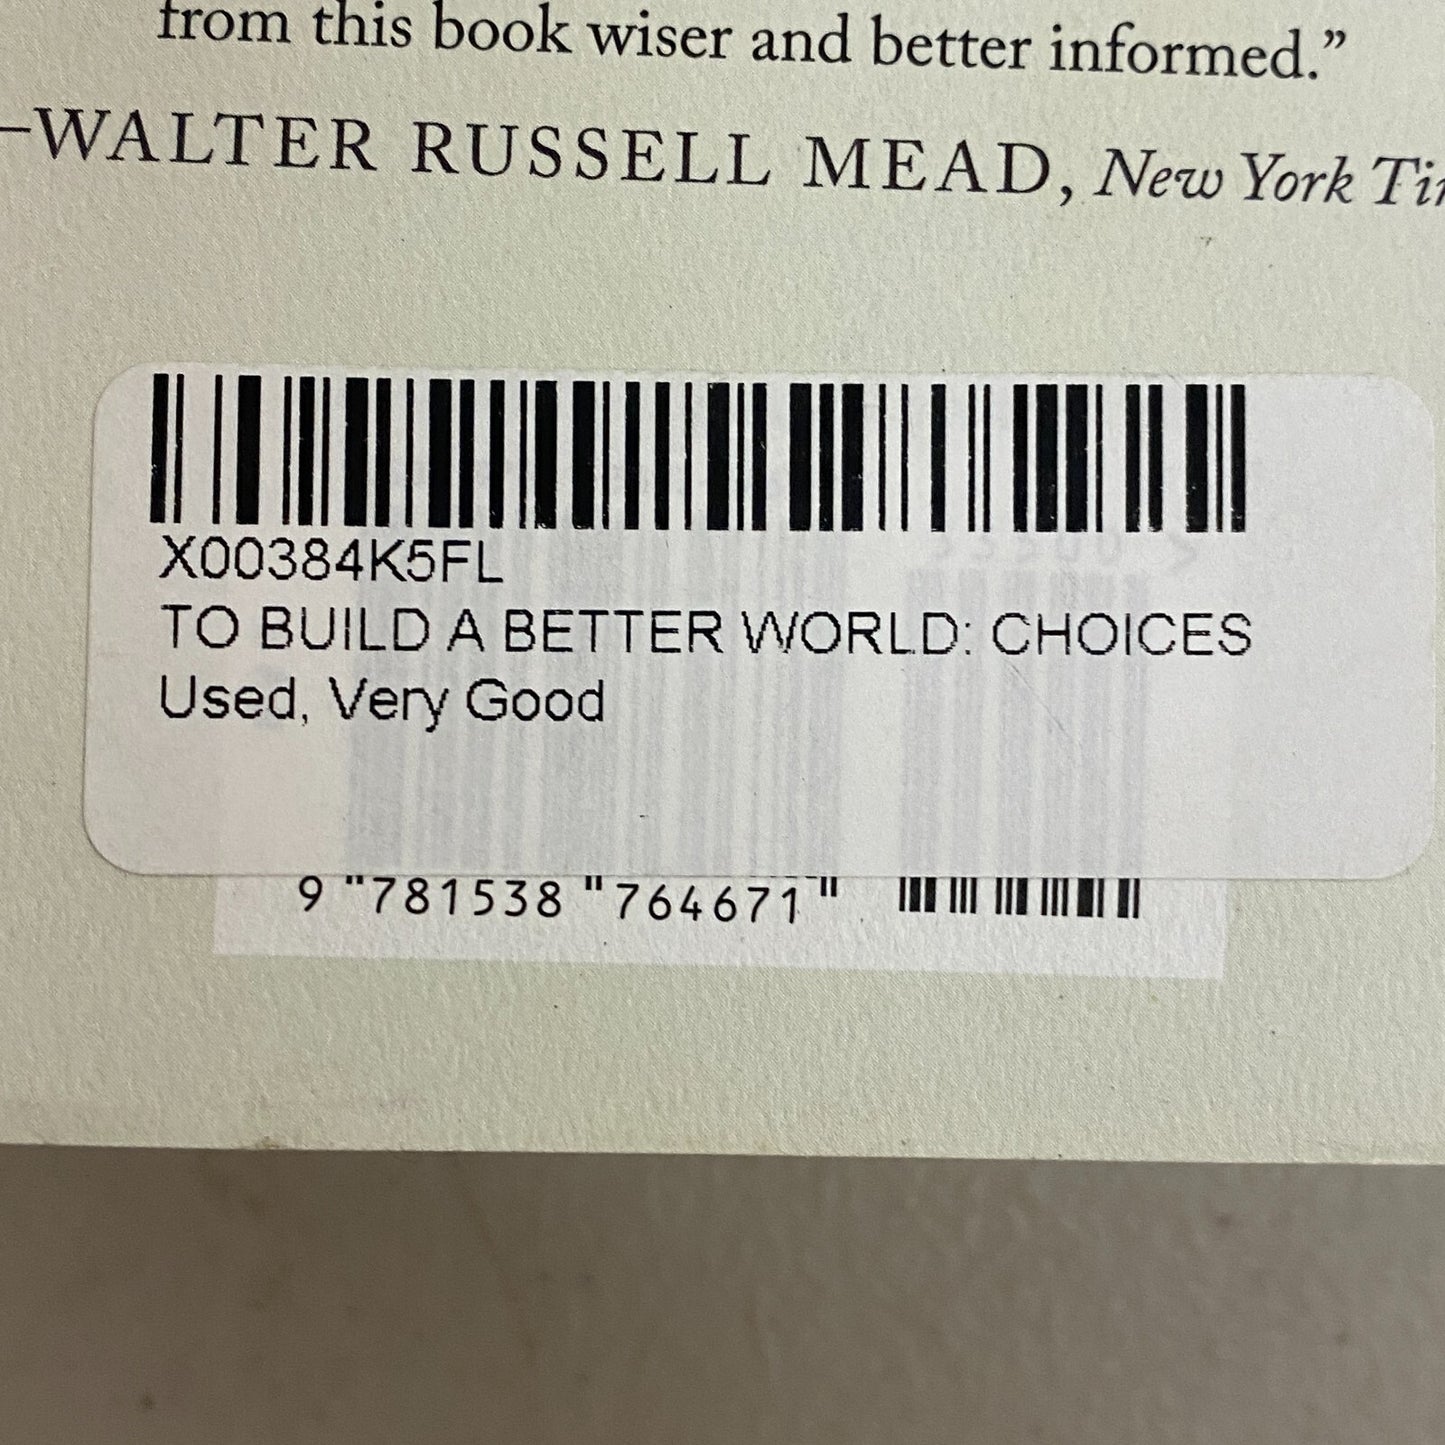 from this book wiser and better informed.”
—WALTER RUSSELL MEAD, New York
X00384K5FL
TO BUILD A BETTER WORLD: CHOICES
Used, Very Good
9 "781538 "764671"